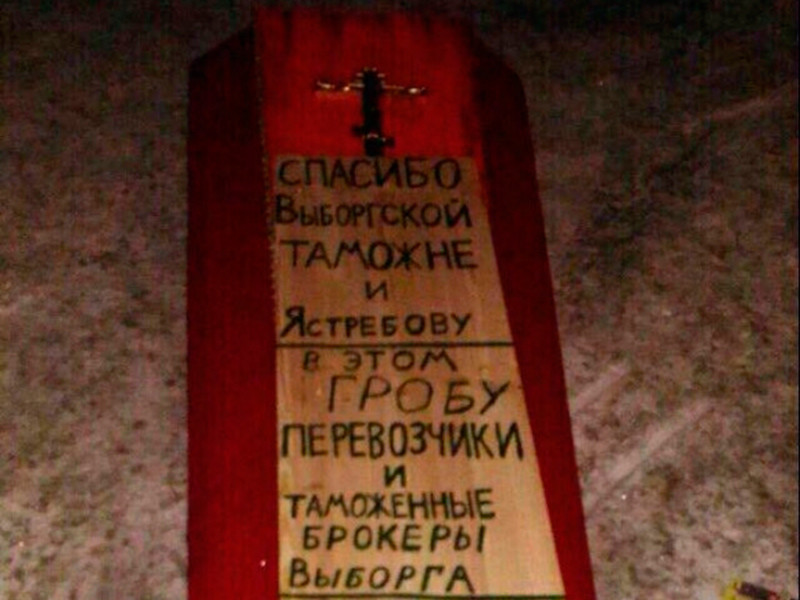 СПАСИБО
ВЫБОРГСКОЙ
ТАМОЖНЕ
И
ЯСТРЕБОВУ
В ЭТОМ
ГРОБУ
ПЕРЕВОЗЧИКИ
И
ТАМОЖЕННЫЕ
БРОКЕРЫ
ВЫБОРГА